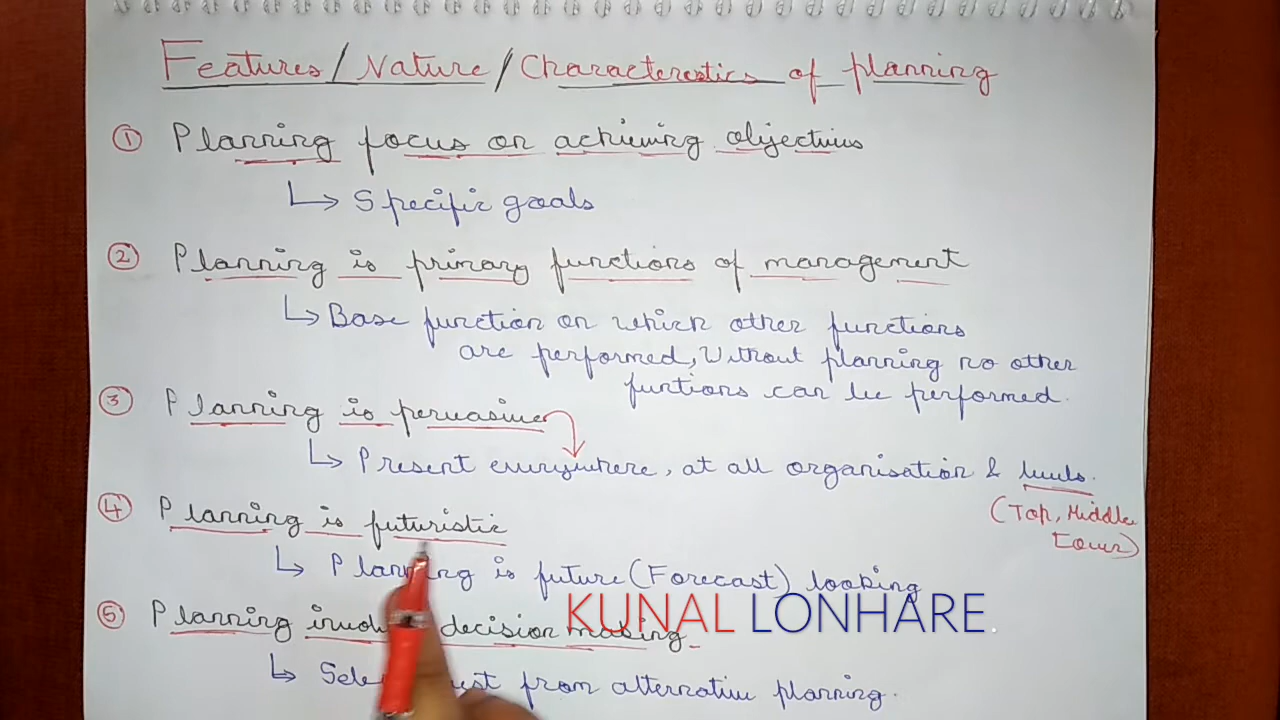 Features/Nature/Characterestics of planning
① Planning focus on achieving objectives
↳ Specific goals
② Planning is primary functions of management
↳ Base function on which other functions
are performed, Without planning no other
funtions can be performed.
③ Planning is pervasive
↳ Present everywhere, at all organisation & levels.
(Top, Middle
Lower)
④ Planning is futuristic
↳ Planning is future (Forecast) looking
KUNAL LONHARE.
⑤ Planning decision making
↳ from alternative planning.